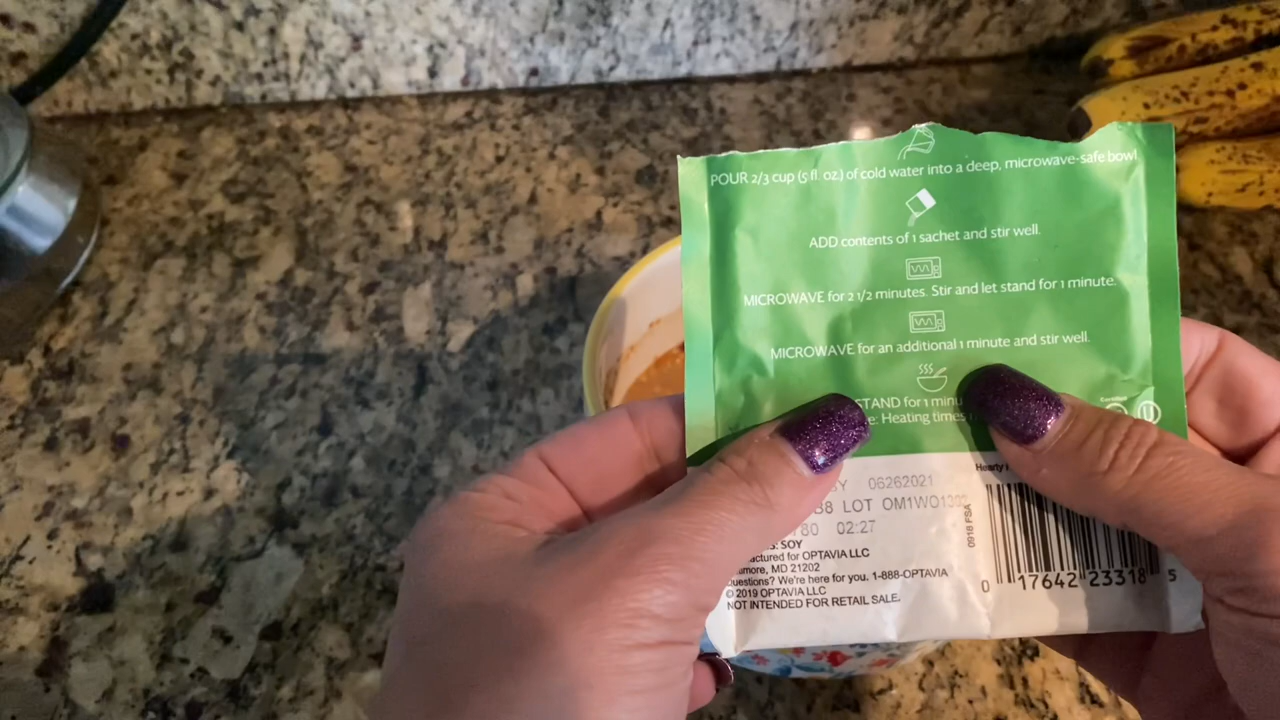 POUR 2/3 cup (5 fl. oz.) of cold water into a deep, microwave-safe bowl
ADD contents of 1 sachet and stir well.
MICROWAVE for 2 1/2 minutes. Stir and let stand for 1 minute.
MICROWAVE for an additional 1 minute and stir well.
STAND for 1
Heating times
Certified
U
Hearty
06262021
LOT OM1WO
02:27
0918 FSA
SOY
for OPTAVIA LLC
MD 21202
We're here for you. 1-888-OPTAVIA
© 2019 OPTAVIA LLC
NOT INTENDED FOR RETAIL SALE.
0 17642 23318 5